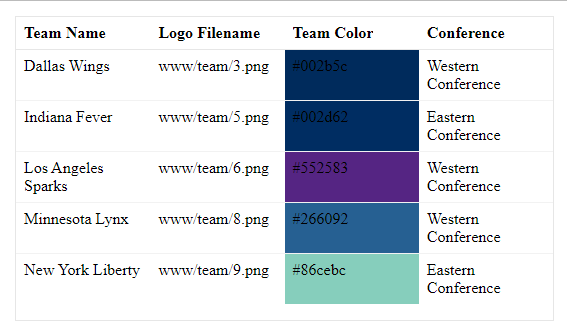 Team Name Logo Filename Team Color Conference
Dallas Wings www/team/3.png #002b5c Western
Conference
Indiana Fever www/team/5.png #002d62 Eastern
Conference
Los Angeles www/team/6.png #552583 Western
Sparks Conference
Minnesota Lynx www/team/8.png #266092 Western
Conference
New York Liberty www/team/9.png #86cebc Eastern
Conference